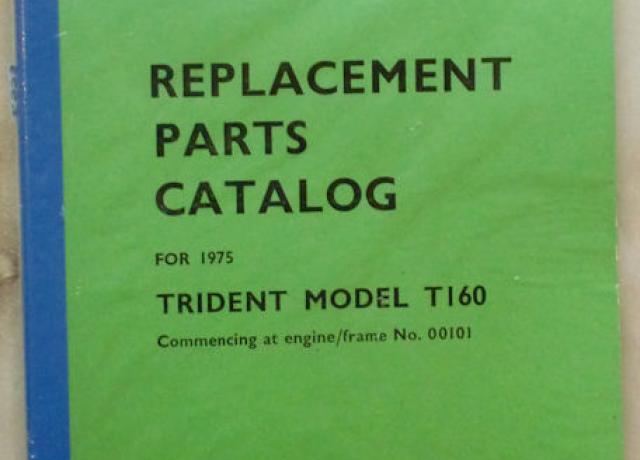 REPLACEMENT
PARTS
CATALOG
FOR 1975
TRIDENT MODEL T160
Commencing at engine/frame No. 00101